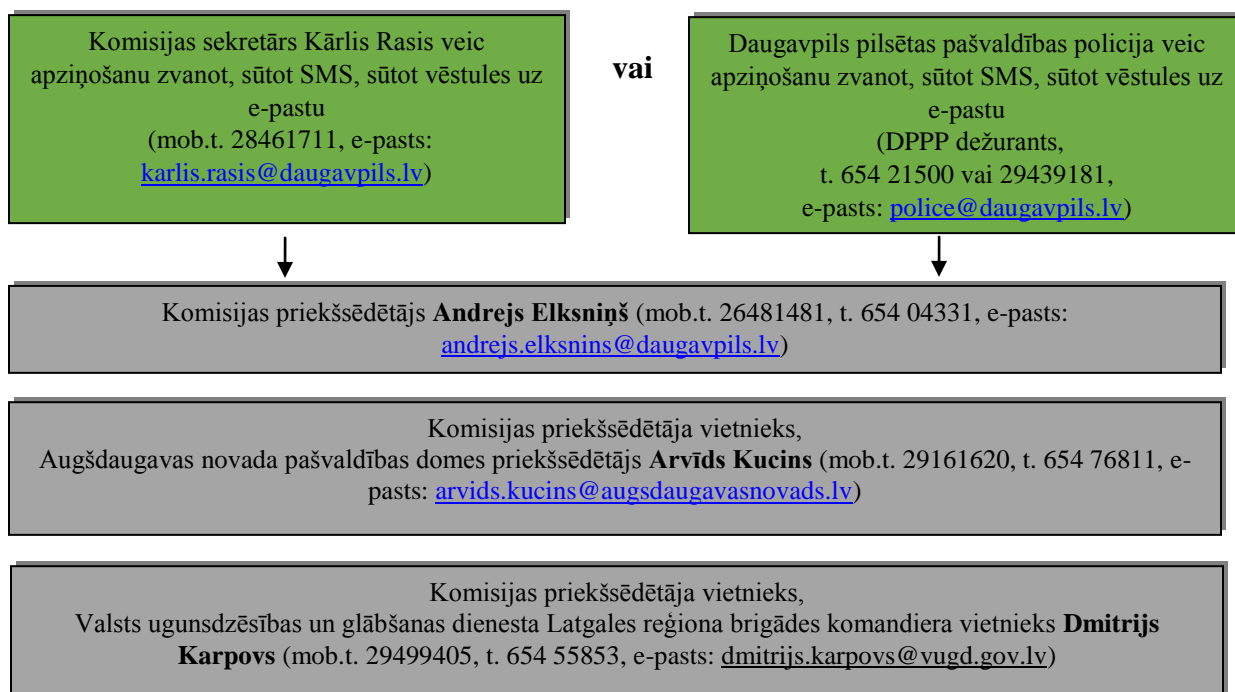 Komisijas sekretārs Kārlis Rasis veic
apziņošanu zvanot, sūtot SMS, sūtot vēstules uz
e-pastu
(mob.t. 28461711, e-pasts:
karlis.rasis@daugavpils.lv)
vai
Daugavpils pilsētas pašvaldības policija veic
apziņošanu zvanot, sūtot SMS, sūtot vēstules uz
e-pastu
(DPPP dežurants,
t. 654 21500 vai 29439181,
e-pasts: police@daugavpils.lv)
Komisijas priekšsēdētājs Andrejs Elksniņš (mob.t. 26481481, t. 654 04331, e-pasts:
andrejs.elksnins@daugavpils.lv)
Komisijas priekšsēdētāja vietnieks,
Augšdaugavas novada pašvaldības domes priekšsēdētājs Arvīds Kucins (mob.t. 29161620, t. 654 76811, e-
pasts: arvids.kucins@augsdaugavasnovads.lv)
Komisijas priekšsēdētāja vietnieks,
Valsts ugunsdzēsības un glābšanas dienesta Latgales reģiona brigādes komandiera vietnieks Dmitrijs
Karpovs (mob.t. 29499405, t. 654 55853, e-pasts: dmitrijs.karpovs@vugd.gov.lv)